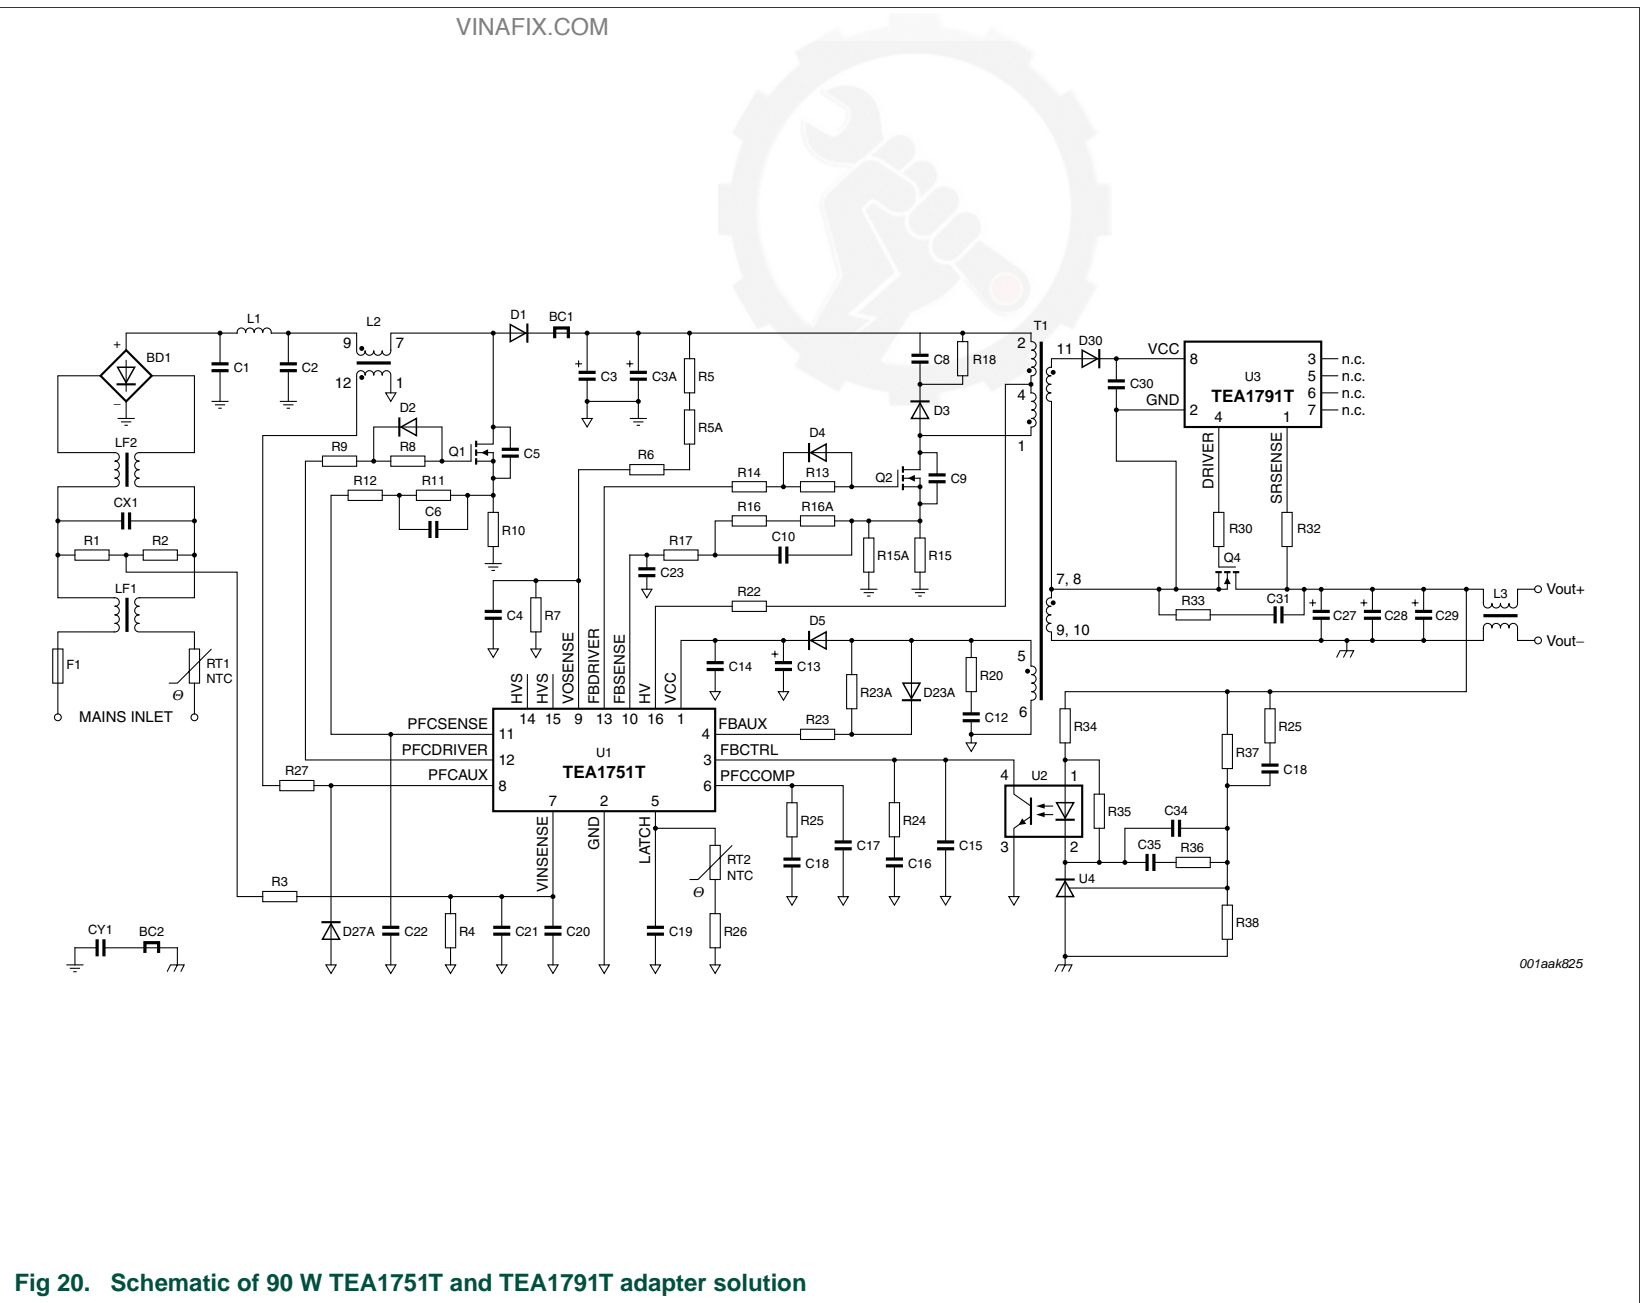 VINAFIX.COM
L1
L2
D1
BC1
T1
9
7
2
11
D30
VCC
8
3
n.c.
+
BD1
C1
C2
12
1
+
C3
+
C3A
R5
C8
R18
4
C30
U3
TEA1791T
5
n.c.
6
n.c.
7
n.c.
−
D2
R5A
D3
1
GND
2
4
1
LF2
R9
R8
Q1
C5
R6
D4
R14
R13
Q2
C9
DRIVER
SRSENSE
CX1
R12
R11
C6
R10
R16
R16A
R30
R32
R1
R2
R17
C10
R15A
R15
Q4
C23
LF1
C4
R7
R22
7, 8
R33
C31
+
C27
+
C28
+
C29
L3
Vout+
9, 10
Vout−
F1
RT1
NTC
Θ
MAINS INLET
HVS
HVS
VOSENSE
FBDRIVER
FBSENSE
HV
VCC
C14
+
C13
D5
R23A
D23A
R20
C12
5
6
14
15
9
13
10
16
1
PFCSENSE
11
PFCDRIVER
12
PFCAUX
8
U1
TEA1751T
4
FBAUX
3
FBCTRL
6
PFCCOMP
7
2
5
R23
R27
R34
R37
R25
C18
4
U2
1
3
2
R35
C34
C35
R36
U4
R38
R25
C18
C17
R24
C16
C15
VINSENSE
GND
LATCH
RT2
NTC
Θ
R3
D27A
C22
R4
C21
C20
C19
R26
CY1
BC2
001aak825
Fig 20. Schematic of 90 W TEA1751T and TEA1791T adapter solution